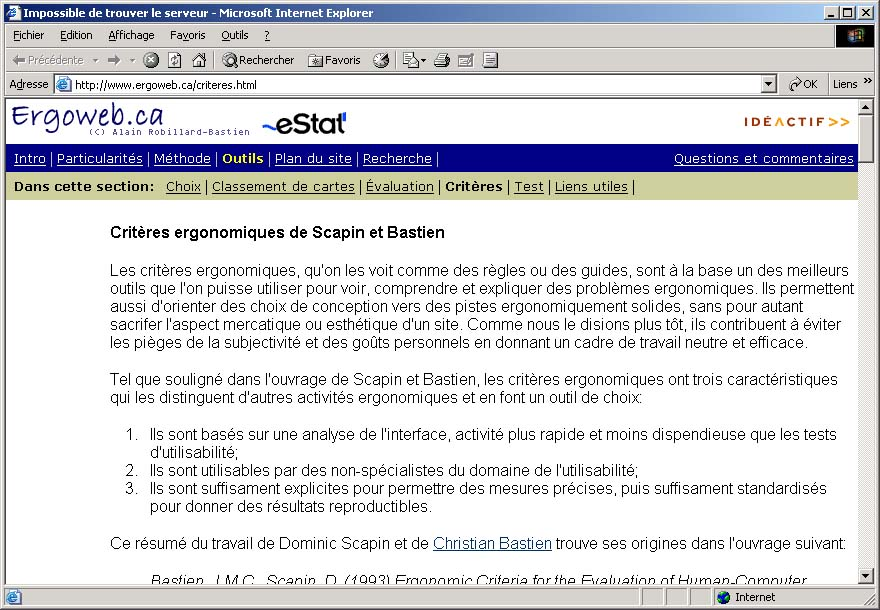 Impossible de trouver le serveur - Microsoft Internet Explorer
Fichier Edition Affichage Favoris Outils ?
Précédente Rechercher Favoris
Adresse http://www.ergoweb.ca/criteres.html OK Liens »
Ergoweb.ca ~eStat IDÉACTIF>>
(C) Alain Robillard-Bastien
Intro | Particularités | Méthode | Outils | Plan du site | Recherche | Questions et commentaires
Dans cette section: Choix | Classement de cartes | Évaluation | Critères | Test | Liens utiles |
Critères ergonomiques de Scapin et Bastien
Les critères ergonomiques, qu'on les voit comme des règles ou des guides, sont à la base un des meilleurs
outils que l'on puisse utiliser pour voir, comprendre et expliquer des problèmes ergonomiques. Ils permettent
aussi d'orienter des choix de conception vers des pistes ergonomiquement solides, sans pour autant
sacrifer l'aspect mercatique ou esthétique d'un site. Comme nous le disions plus tôt, ils contribuent à éviter
les pièges de la subjectivité et des goûts personnels en donnant un cadre de travail neutre et efficace.
Tel que souligné dans l'ouvrage de Scapin et Bastien, les critères ergonomiques ont trois caractéristiques
qui les distinguent d'autres activités ergonomiques et en font un outil de choix:
1. Ils sont basés sur une analyse de l'interface, activité plus rapide et moins dispendieuse que les tests
d'utilisabilité;
2. Ils sont utilisables par des non-spécialistes du domaine de l'utilisabilité;
3. Ils sont suffisament explicites pour permettre des mesures précises, puis suffisament standardisés
pour donner des résultats reproductibles.
Ce résumé du travail de Dominic Scapin et de Christian Bastien trouve ses origines dans l'ouvrage suivant:
Bastien, J.M.C., Scapin, D. (1993) Ergonomic Criteria for the Evaluation of Human-Computer
Internet